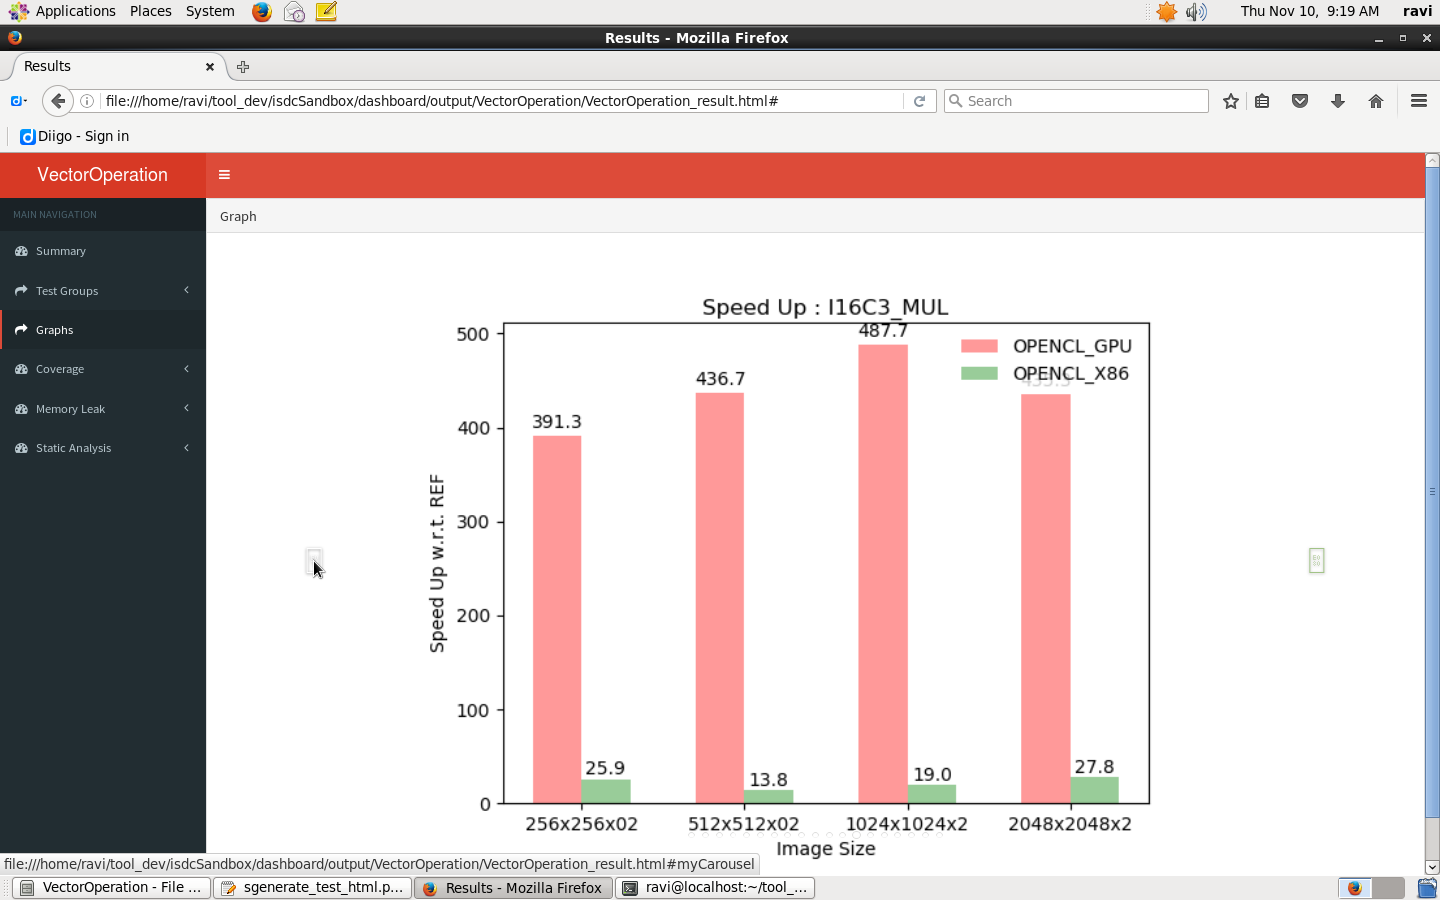 Applications Places System
Thu Nov 10, 9:19 AM ravi
Results - Mozilla Firefox
Results
file:///home/ravi/tool_dev/isdcSandbox/dashboard/output/VectorOperation/VectorOperation_result.html#
Search
Diigo - Sign in
VectorOperation
MAIN NAVIGATION
Graph
Summary
Test Groups
Graphs
Coverage
Memory Leak
Static Analysis
Speed Up : I16C3_MUL
500
400
300
200
100
0
Speed Up w.r.t. REF
391.3
436.7
487.7
OPENCL_GPU
OPENCL_X86
25.9
13.8
19.0
27.8
256x256x02
512x512x02
1024x1024x2
2048x2048x2
Image Size
file:///home/ravi/tool_dev/isdcSandbox/dashboard/output/VectorOperation/VectorOperation_result.html#myCarousel
VectorOperation - File ...
sgenerate_test_html.p...
Results - Mozilla Firefox
ravi@localhost:~/tool_...